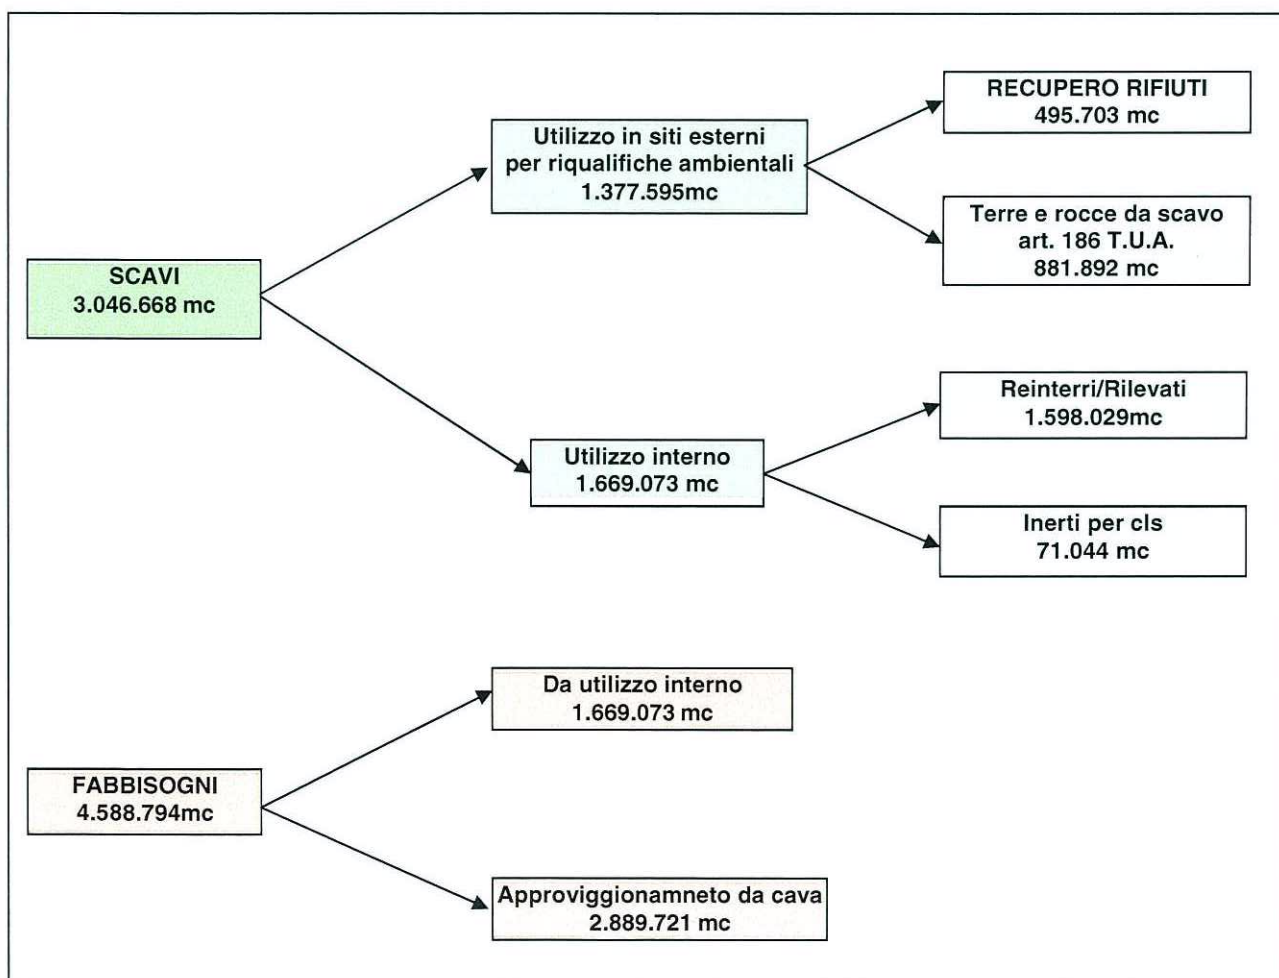 RECUPERO RIFIUTI
495.703 mc
Utilizzo in siti esterni
per riqualifiche ambientali
1.377.595mc
Terre e rocce da scavo
art. 186 T.U.A.
881.892 mc
SCAVI
3.046.668 mc
Reinterri/Rilevati
1.598.029mc
Utilizzo interno
1.669.073 mc
Inerti per cls
71.044 mc
Da utilizzo interno
1.669.073 mc
FABBISOGNI
4.588.794mc
Approviggionamneto da cava
2.889.721 mc